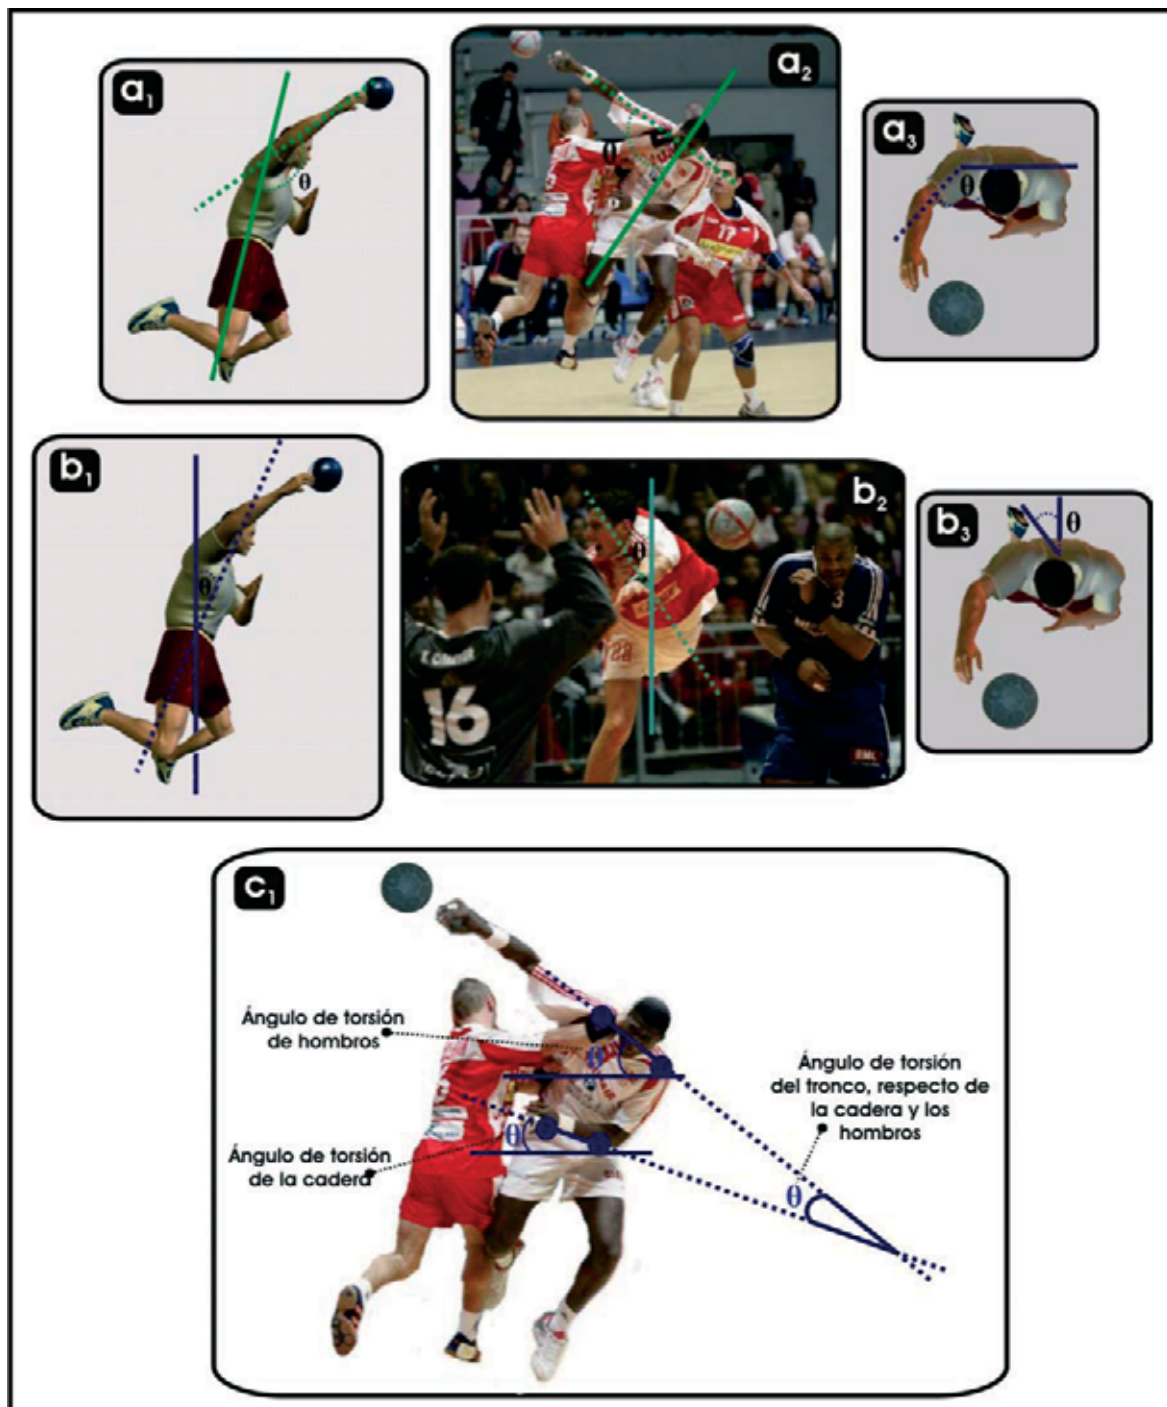 a1
a2
a3
θ
θ
θ
17
b1
b2
b3
θ
θ
θ
16
c1
Ángulo de torsión
de hombros
Ángulo de torsión
del tronco, respecto de
la cadera y los
hombros
θ
θ
Ángulo de torsión
de la cadera
θ